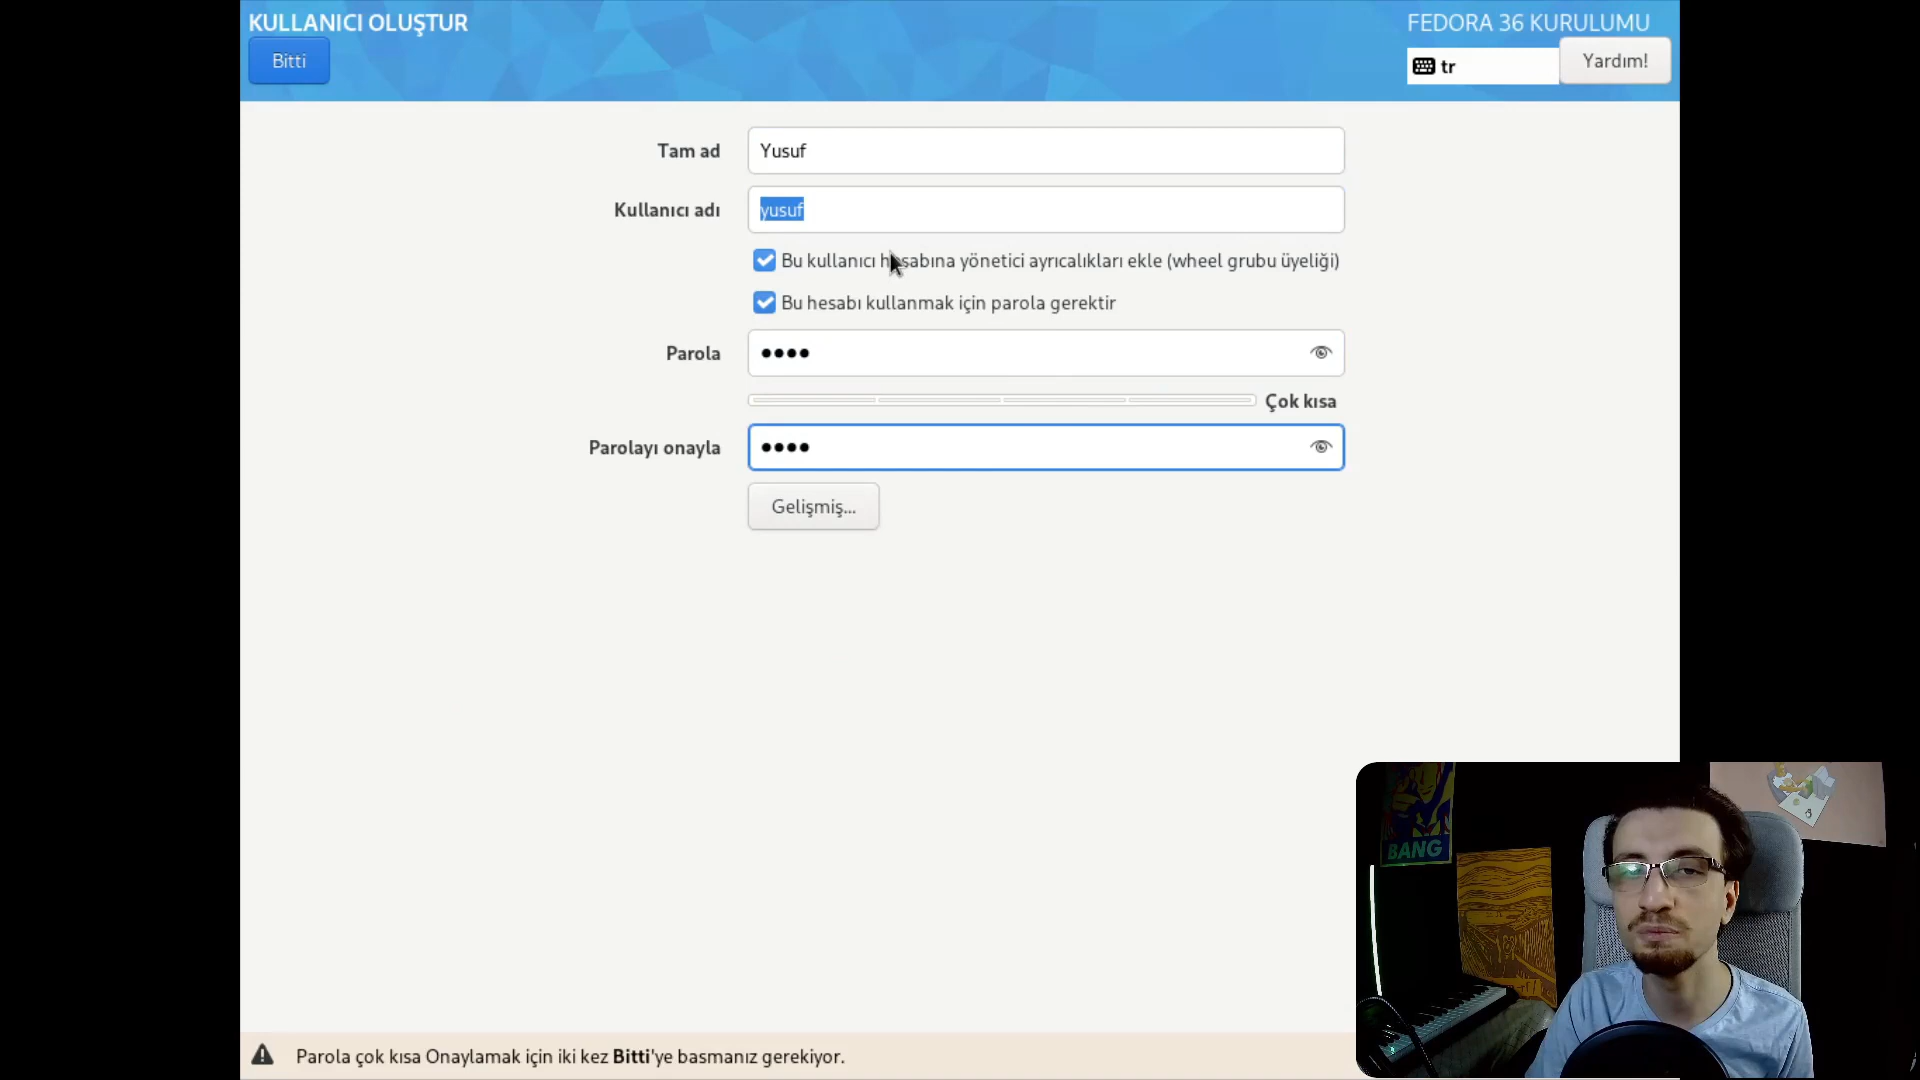 KULLANICI OLUŞTUR
FEDORA 36 KURULUMU
Bitti
tr
Yardım!
Tam ad
Yusuf
Kullanıcı adı
yusuf
Bu kullanıcı hesabına yönetici ayrıcalıkları ekle (wheel grubu üyeliği)
Bu hesabı kullanmak için parola gerektir
Parola
●●●●
Çok kısa
Parolayı onayla
●●●●
Gelişmiş...
BANG
Parola çok kısa Onaylamak için iki kez Bitti'ye basmanız gerekiyor.